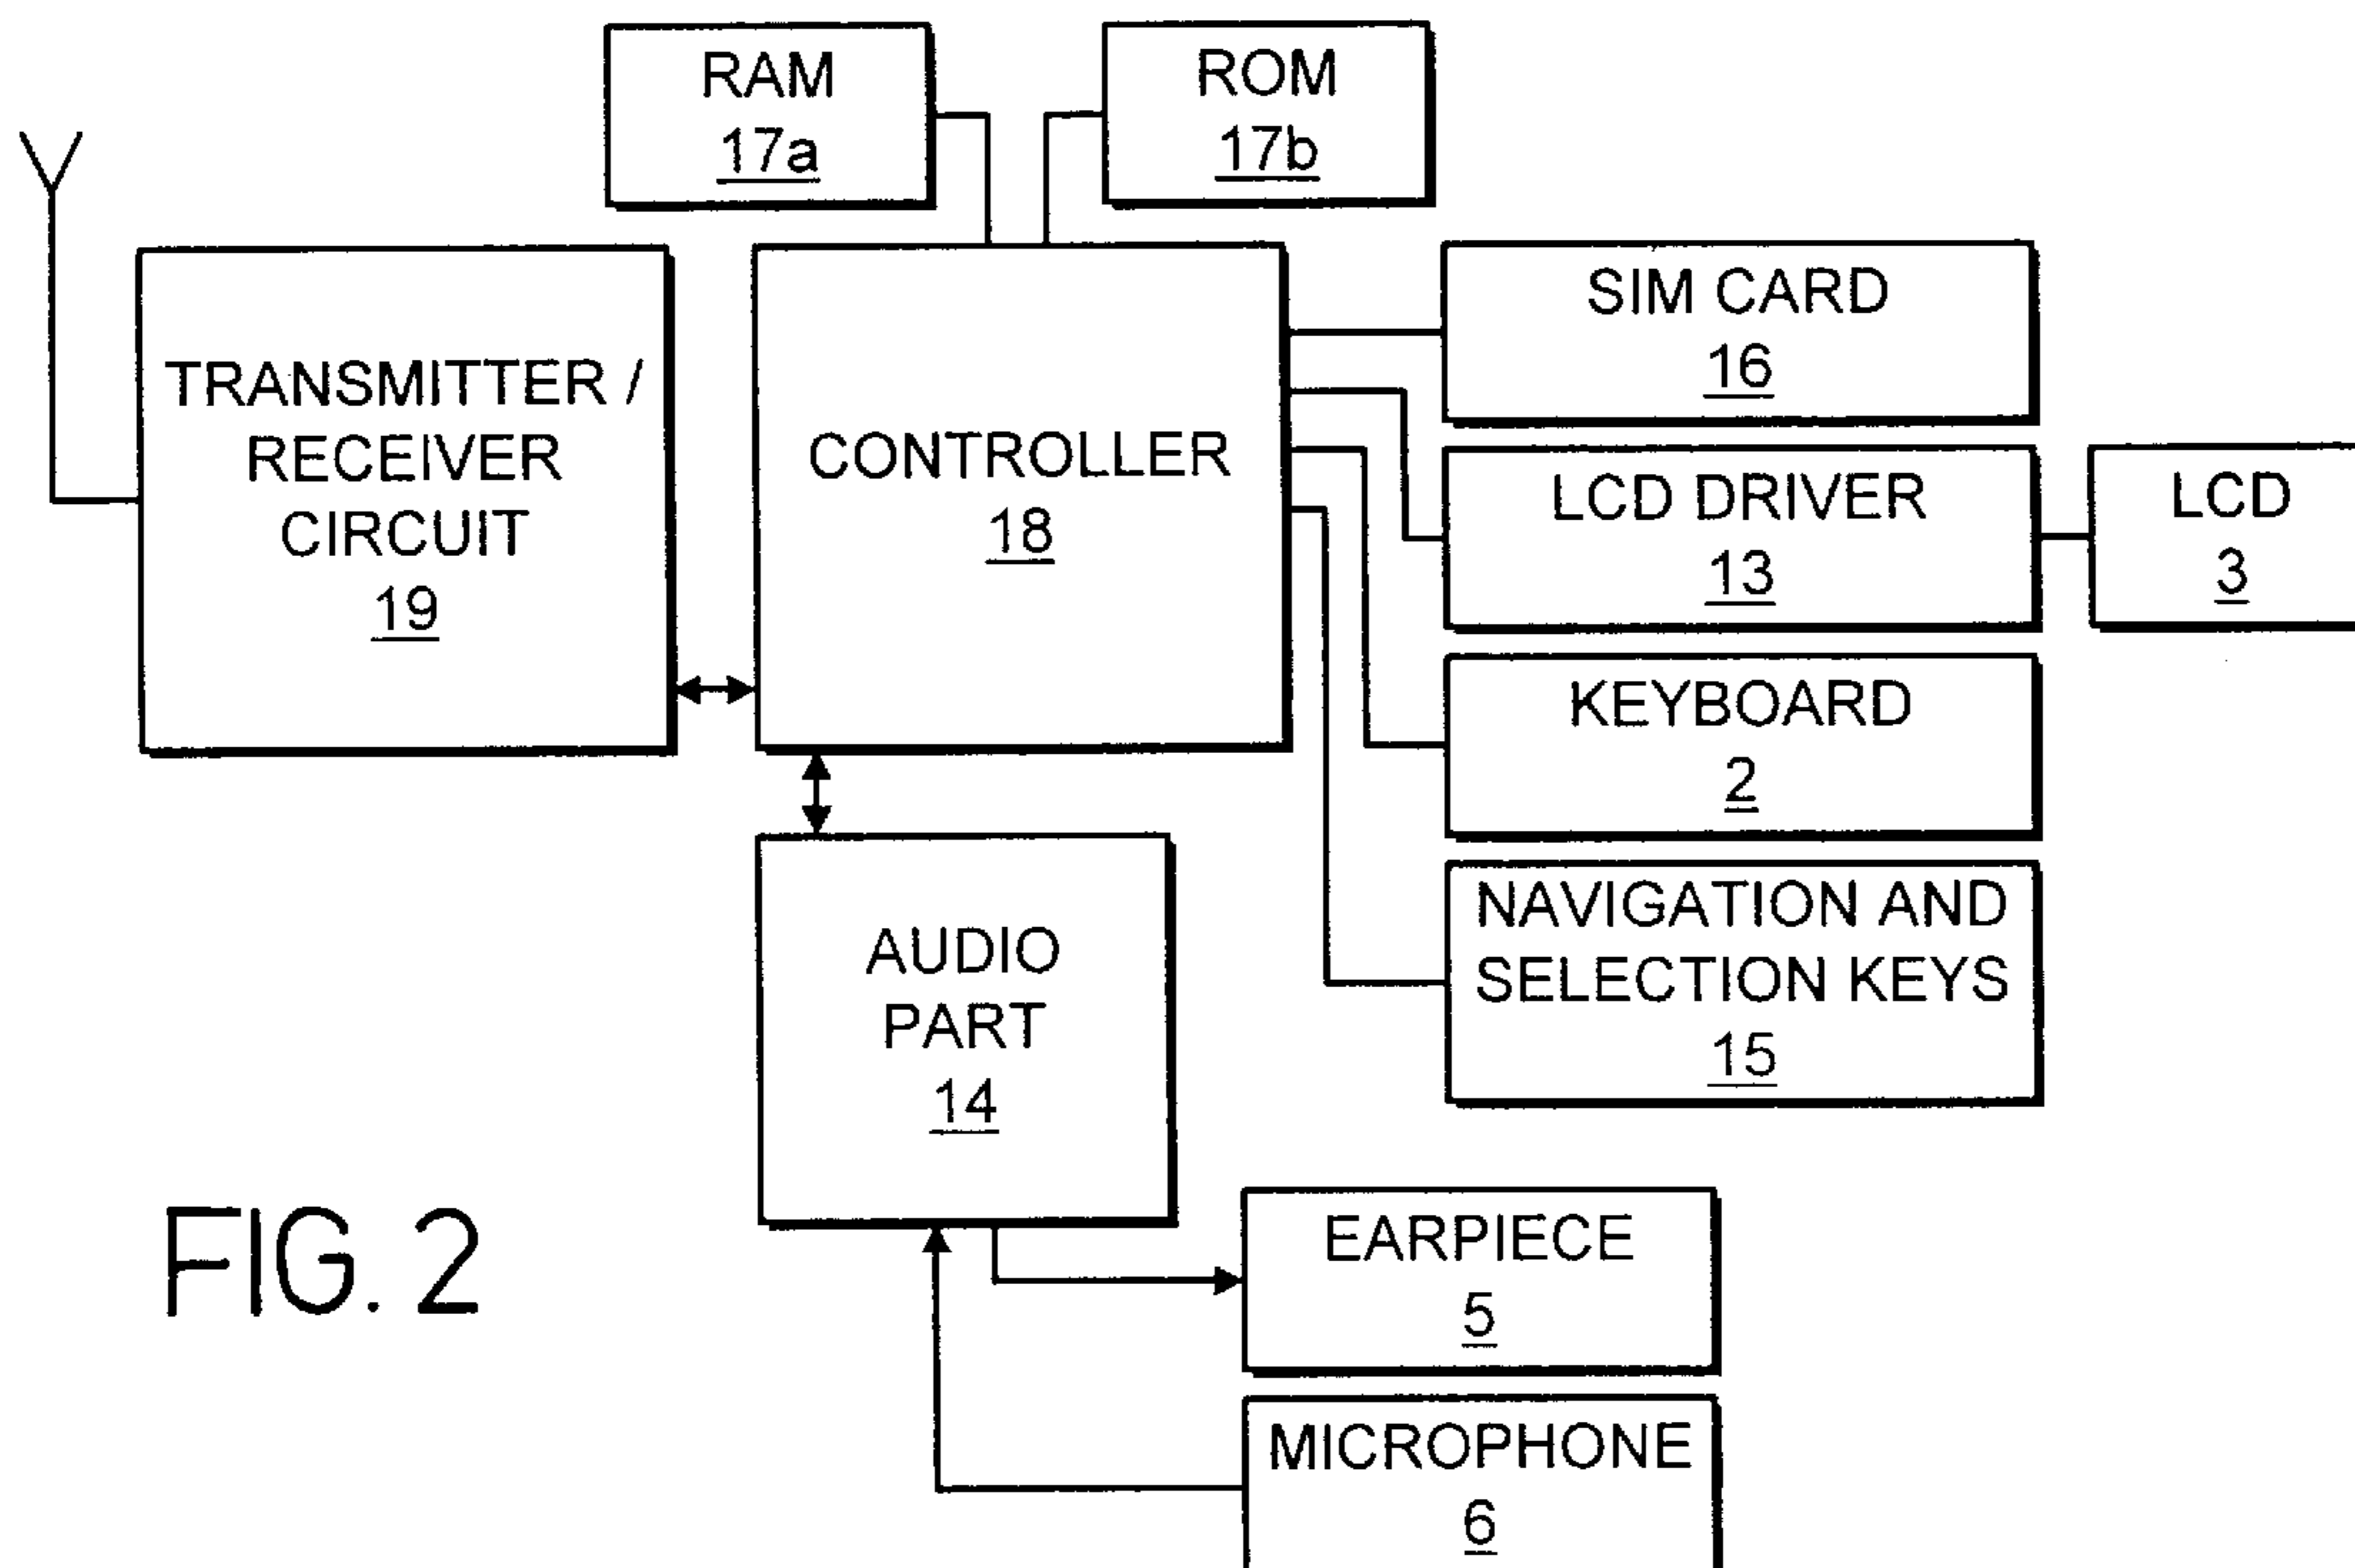 RAM
17a
ROM
17b
TRANSMITTER /
RECEIVER
CIRCUIT
19
CONTROLLER
18
SIM CARD
16
LCD DRIVER
13
LCD
3
KEYBOARD
2
NAVIGATION AND
SELECTION KEYS
15
AUDIO
PART
14
EARPIECE
5
MICROPHONE
6
FIG. 2